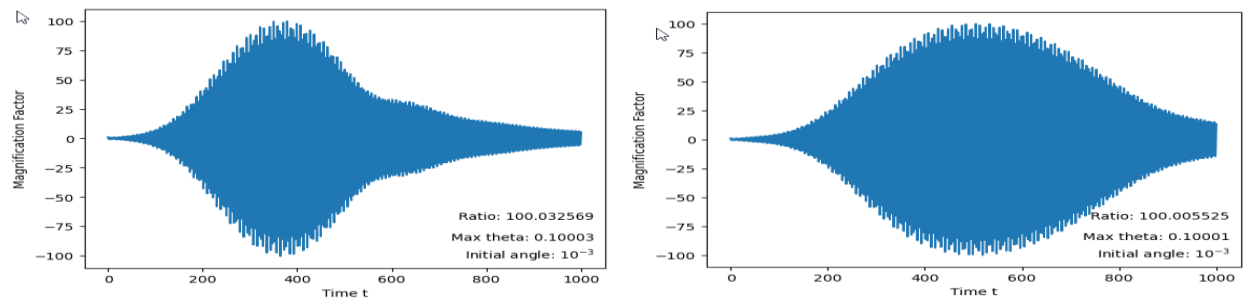 Magnification Factor
100
75
50
25
0
−25
−50
−75
−100
Ratio: 100.032569
Max theta: 0.10003
Initial angle: 10⁻³
0 200 400 600 800 1000
Time t
Magnification Factor
100
75
50
25
0
−25
−50
−75
−100
Ratio: 100.005525
Max theta: 0.10001
Initial angle: 10⁻³
0 200 400 600 800 1000
Time t